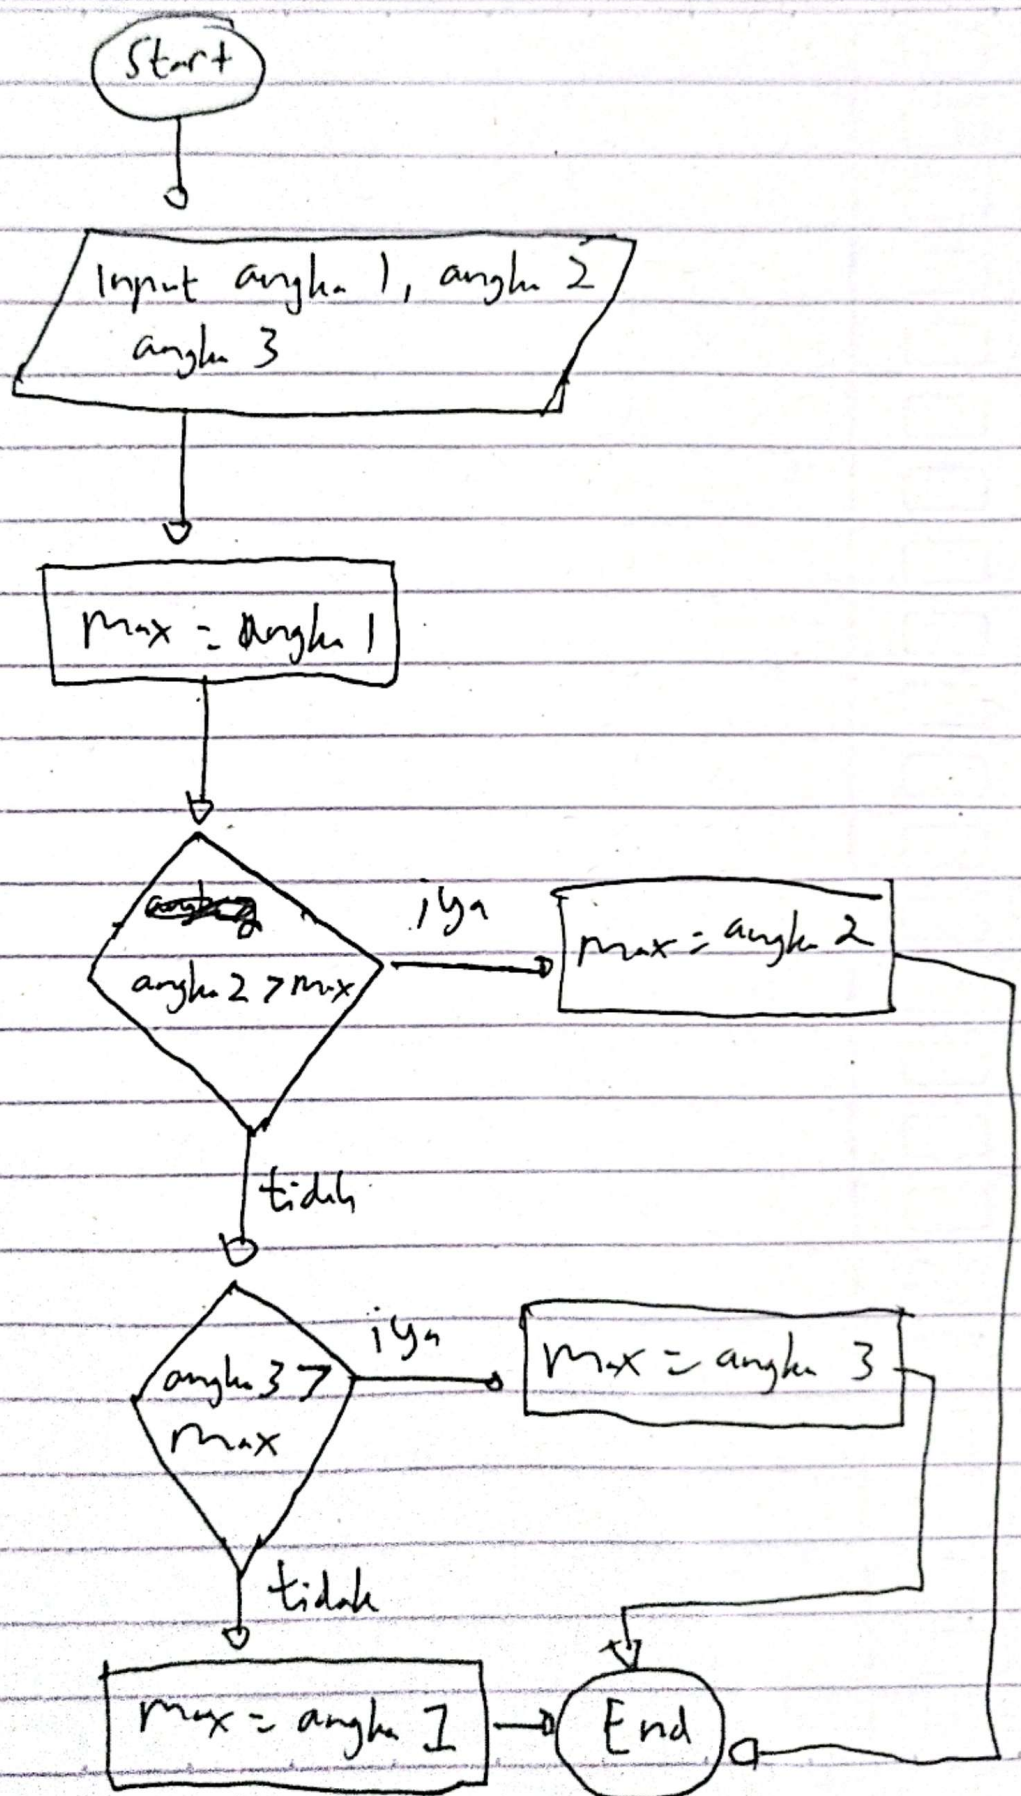 Start
Input angka 1, angka 2
angka 3
max = angka 1
angka 2 > max
iya
max = angka 2
tidak
angka 3 >
max
iya
max = angka 3
tidak
max = angka 1
End